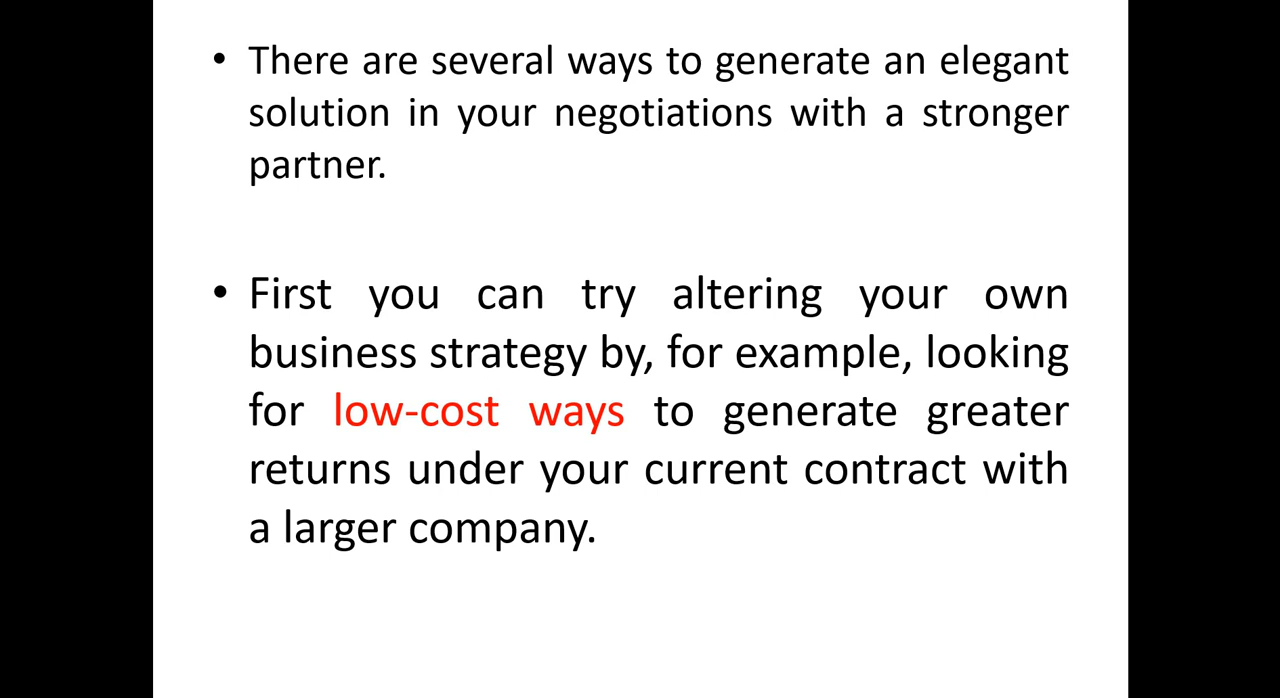 • There are several ways to generate an elegant
solution in your negotiations with a stronger
partner.
• First you can try altering your own
business strategy by, for example, looking
for low-cost ways to generate greater
returns under your current contract with
a larger company.